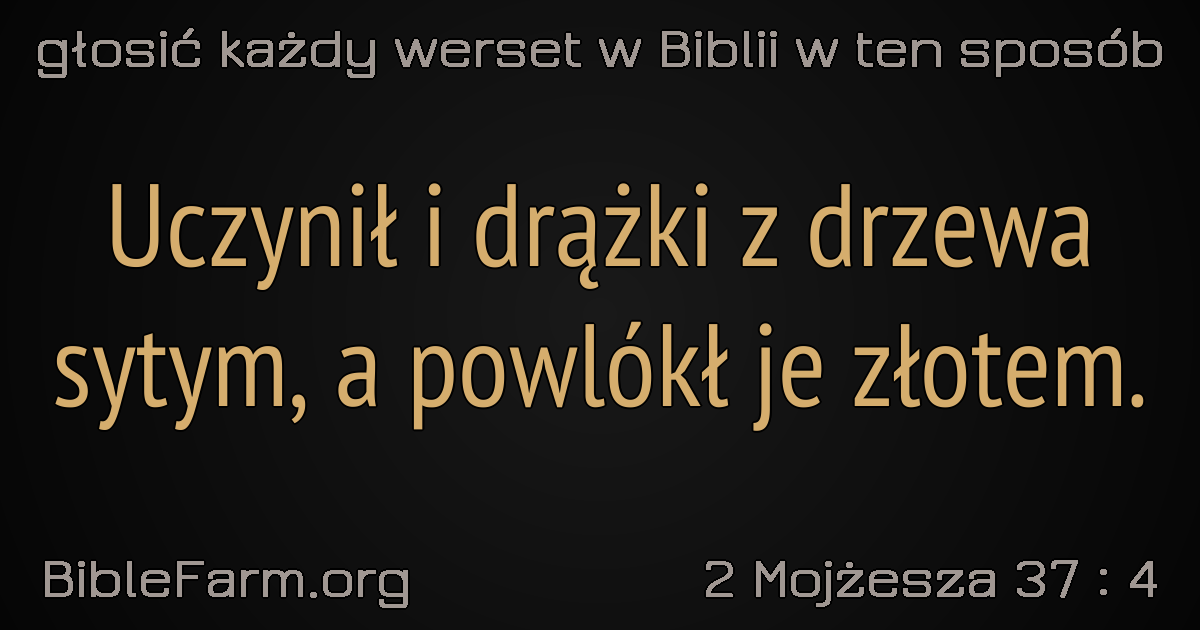 głosić każdy werset w Biblii w ten sposób
Uczynił i drążki z drzewa
sytym, a powlókł je złotem.
BibleFarm.org
2 Mojżesza 37 : 4